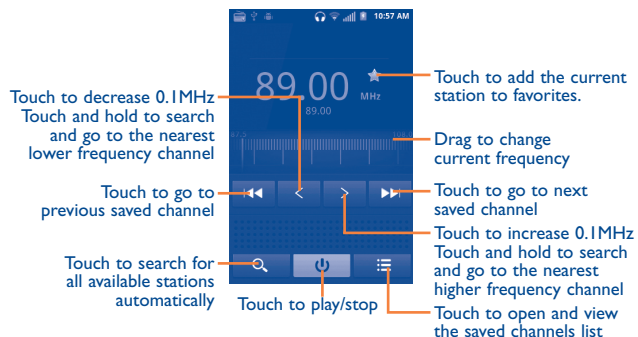 10:57 AM
89.00
MHz
89.00
87.5
108.0
Touch to decrease 0.1MHz
Touch and hold to search
and go to the nearest
lower frequency channel
Touch to go to
previous saved channel
Touch to search for
all available stations
automatically
Touch to play/stop
Touch to add the current
station to favorites.
Drag to change
current frequency
Touch to go to next
saved channel
Touch to increase 0.1MHz
Touch and hold to search
and go to the nearest
higher frequency channel
Touch to open and view
the saved channels list